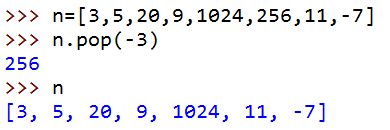 >>> n=[3,5,20,9,1024,256,11,-7]
>>> n.pop(-3)
256
>>> n
[3, 5, 20, 9, 1024, 11, -7]